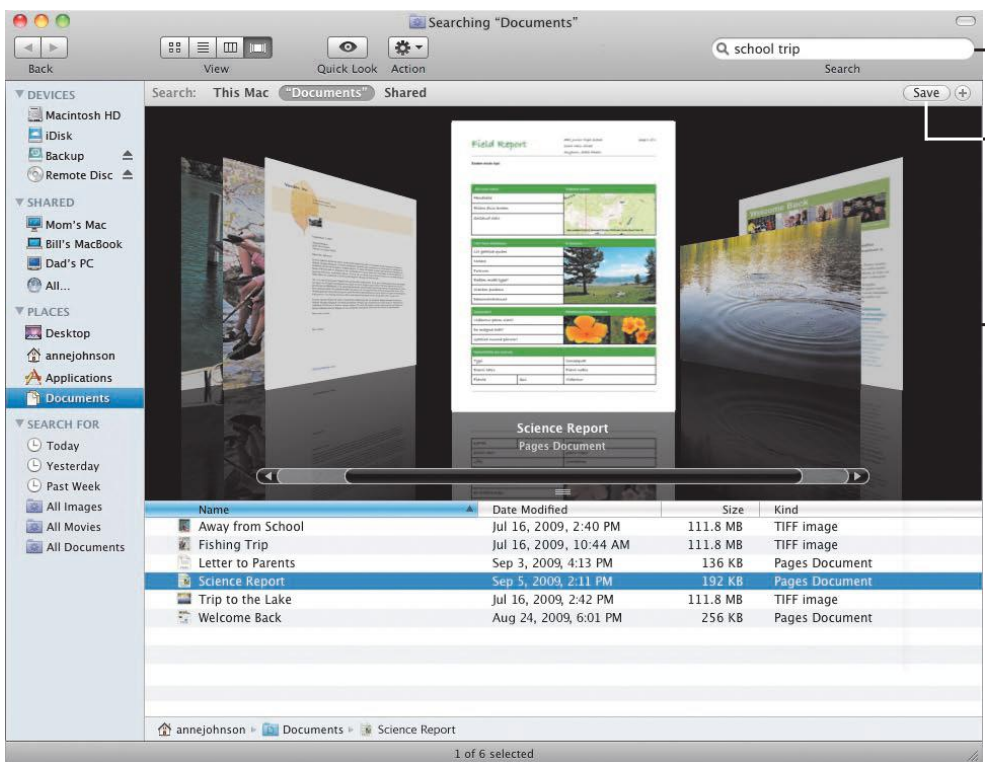 Searching “Documents”
Back
View
Quick Look
Action
school trip
Search
Search: This Mac “Documents” Shared
Save
DEVICES
Macintosh HD
iDisk
Backup
Remote Disc
SHARED
Mom's Mac
Bill's MacBook
Dad's PC
All...
PLACES
Desktop
annejohnson
Applications
Documents
SEARCH FOR
Today
Yesterday
Past Week
All Images
All Movies
All Documents
Field Report
Welcome Back
Science Report
Pages Document
Name Date Modified Size Kind
Away from School Jul 16, 2009, 2:40 PM 111.8 MB TIFF image
Fishing Trip Jul 16, 2009, 10:44 AM 111.8 MB TIFF image
Letter to Parents Sep 3, 2009, 4:13 PM 136 KB Pages Document
Science Report Sep 5, 2009, 2:11 PM 192 KB Pages Document
Trip to the Lake Jul 16, 2009, 2:42 PM 111.8 MB TIFF image
Welcome Back Aug 24, 2009, 6:01 PM 256 KB Pages Document
annejohnson Documents Science Report
1 of 6 selected